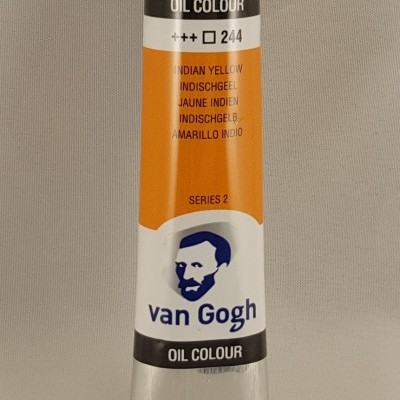 OIL COLOUR
+++ □ 244
INDIAN YELLOW
INDISCHGEEL
JAUNE INDIEN
INDISCHGELB
AMARILLO INDIO
SERIES 2
van Gogh
OIL COLOUR